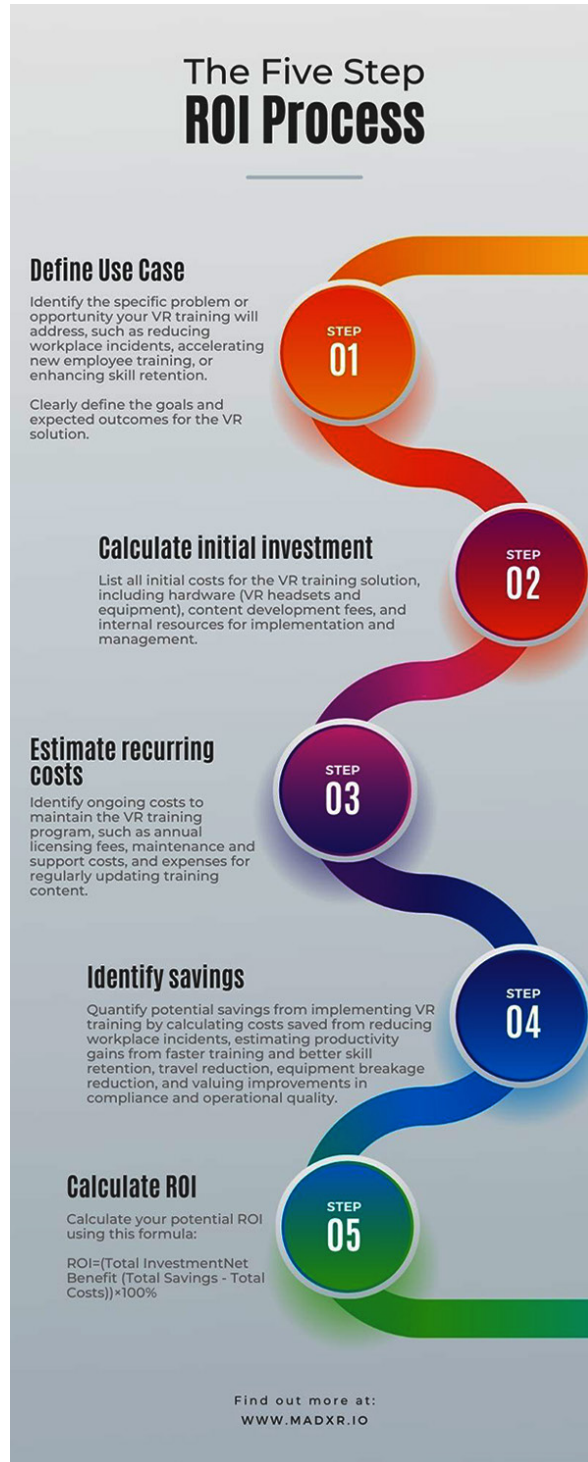 The Five Step
ROI Process
Define Use Case
Identify the specific problem or
opportunity your VR training will
address, such as reducing
workplace incidents, accelerating
new employee training, or
enhancing skill retention.
Clearly define the goals and
expected outcomes for the VR
solution.
STEP
01
Calculate initial investment
List all initial costs for the VR training solution,
including hardware (VR headsets and
equipment), content development fees, and
internal resources for implementation and
management.
STEP
02
Estimate recurring
costs
Identify ongoing costs to
maintain the VR training
program, such as annual
licensing fees, maintenance and
support costs, and expenses for
regularly updating training
content.
STEP
03
Identify savings
Quantify potential savings from implementing VR
training by calculating costs saved from reducing
workplace incidents, estimating productivity
gains from faster training and better skill
retention, travel reduction, equipment breakage
reduction, and valuing improvements in
compliance and operational quality.
STEP
04
Calculate ROI
Calculate your potential ROI
using this formula:
ROI=(Total InvestmentNet
Benefit (Total Savings - Total
Costs))×100%
STEP
05
Find out more at:
WWW.MADXR.IO